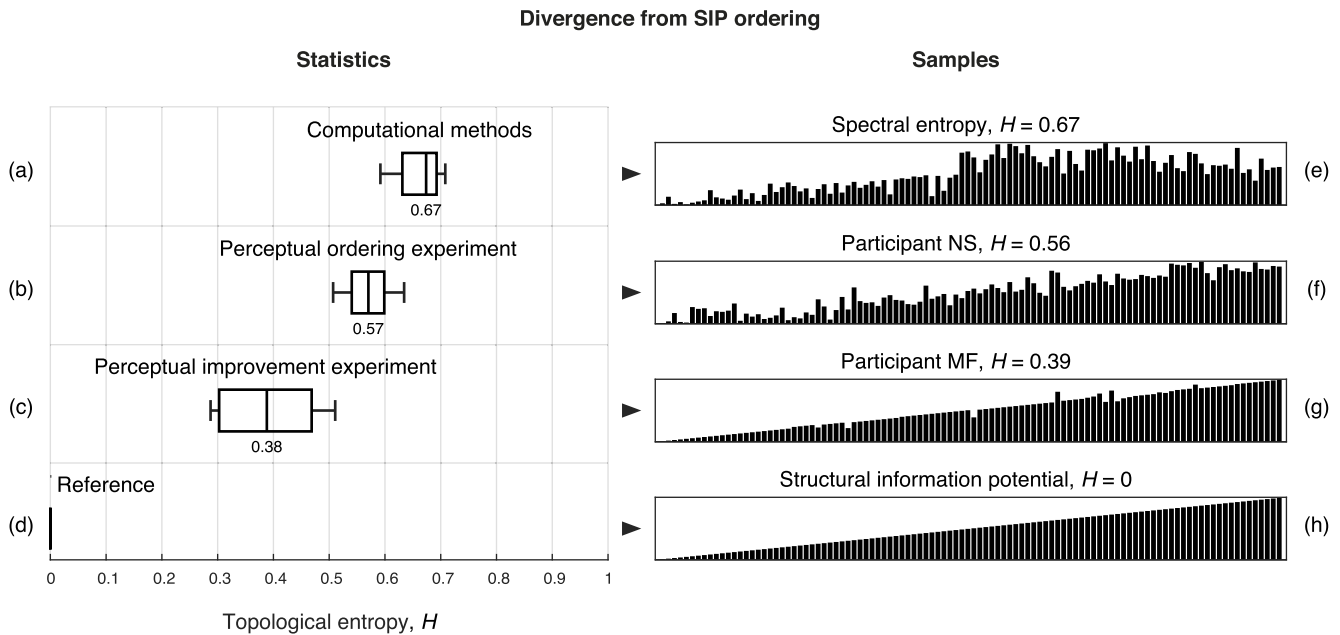 Divergence from SIP ordering
Statistics
Samples
Computational methods
(a)
0.67
Spectral entropy, H = 0.67
(e)
Perceptual ordering experiment
(b)
0.57
Participant NS, H = 0.56
(f)
Perceptual improvement experiment
(c)
0.38
Participant MF, H = 0.39
(g)
Reference
(d)
Structural information potential, H = 0
(h)
0 0.1 0.2 0.3 0.4 0.5 0.6 0.7 0.8 0.9 1
Topological entropy, H